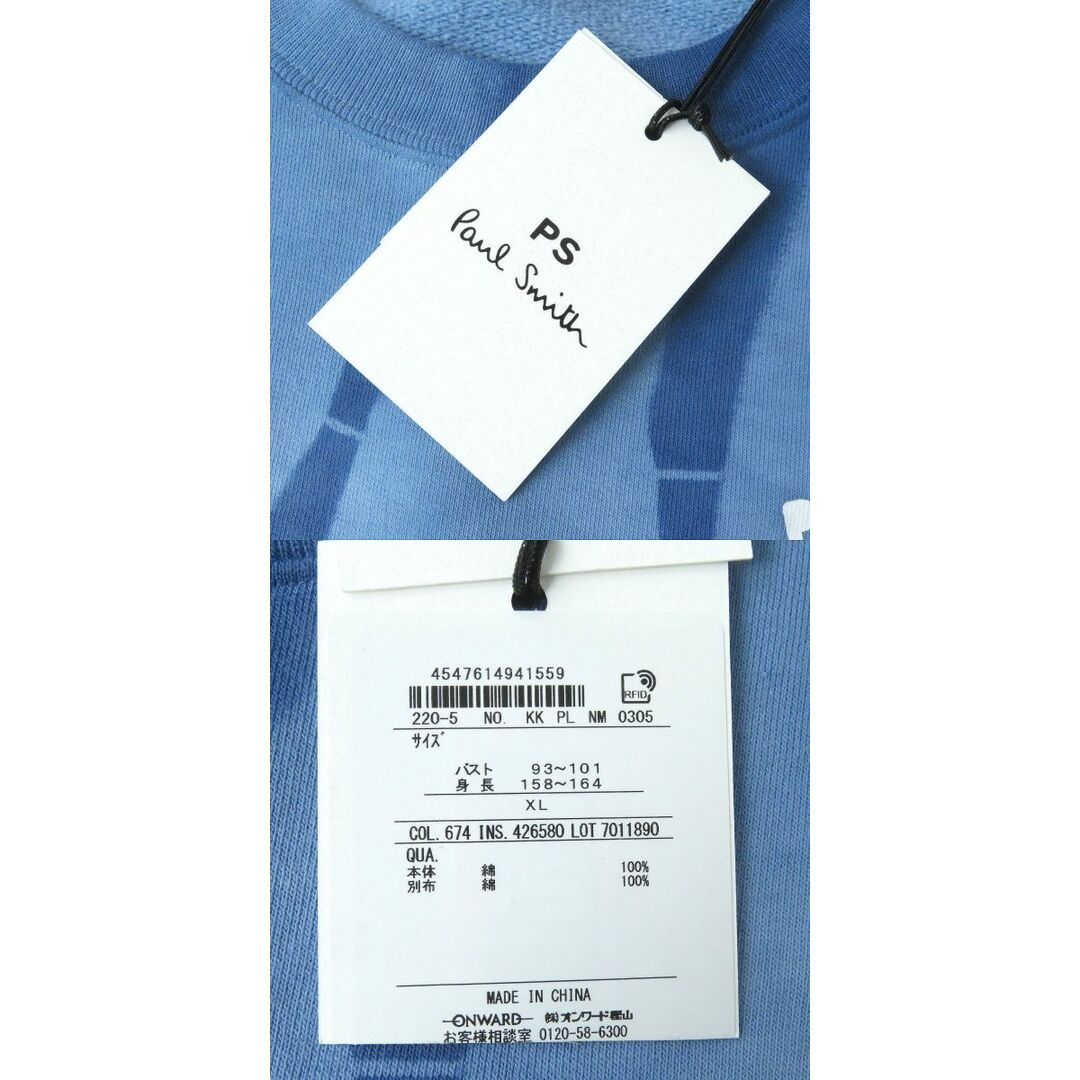 PS
Paul Smith
4547614941559
RFID
220-5 NO. KK PL NM 0305
サイズ
バスト 93~101
身長 158~164
XL
COL. 674 INS. 426580 LOT 7011890
QUA.
本体 綿 100%
別布 綿 100%
MADE IN CHINA
ONWARD ㈱オンワード樫山
お客様相談室 0120-58-6300